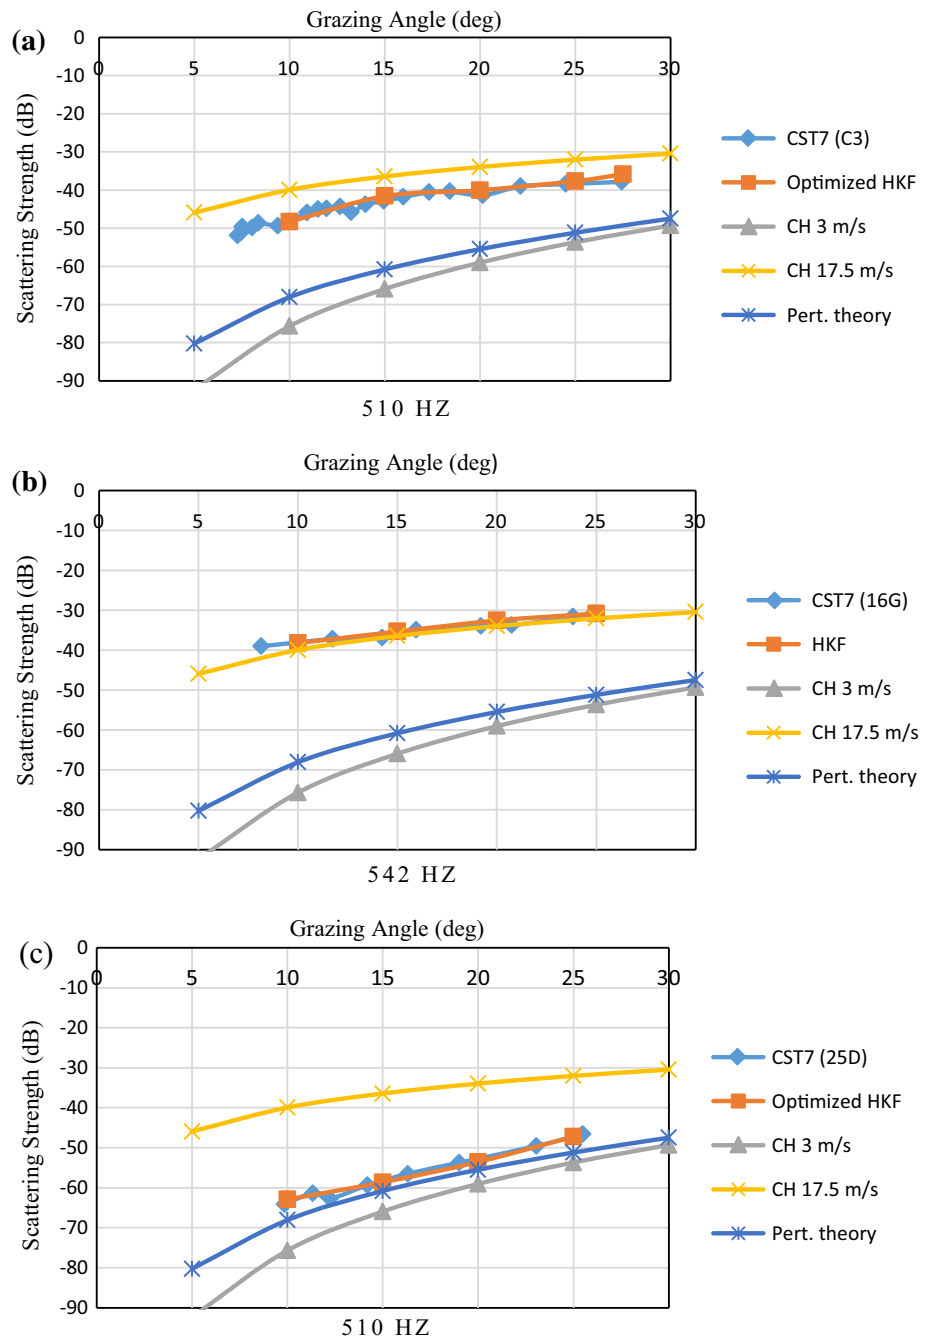 Grazing Angle (deg)
(a)
Scattering Strength (dB)
0
-10
-20
-30
-40
-50
-60
-70
-80
-90
0 5 10 15 20 25 30
CST7 (C3)
Optimized HKF
CH 3 m/s
CH 17.5 m/s
Pert. theory
510 HZ
Grazing Angle (deg)
(b)
Scattering Strength (dB)
0
-10
-20
-30
-40
-50
-60
-70
-80
-90
0 5 10 15 20 25 30
CST7 (16G)
HKF
CH 3 m/s
CH 17.5 m/s
Pert. theory
542 HZ
Grazing Angle (deg)
(c)
Scattering Strength (dB)
0
-10
-20
-30
-40
-50
-60
-70
-80
-90
0 5 10 15 20 25 30
CST7 (25D)
Optimized HKF
CH 3 m/s
CH 17.5 m/s
Pert. theory
510 HZ